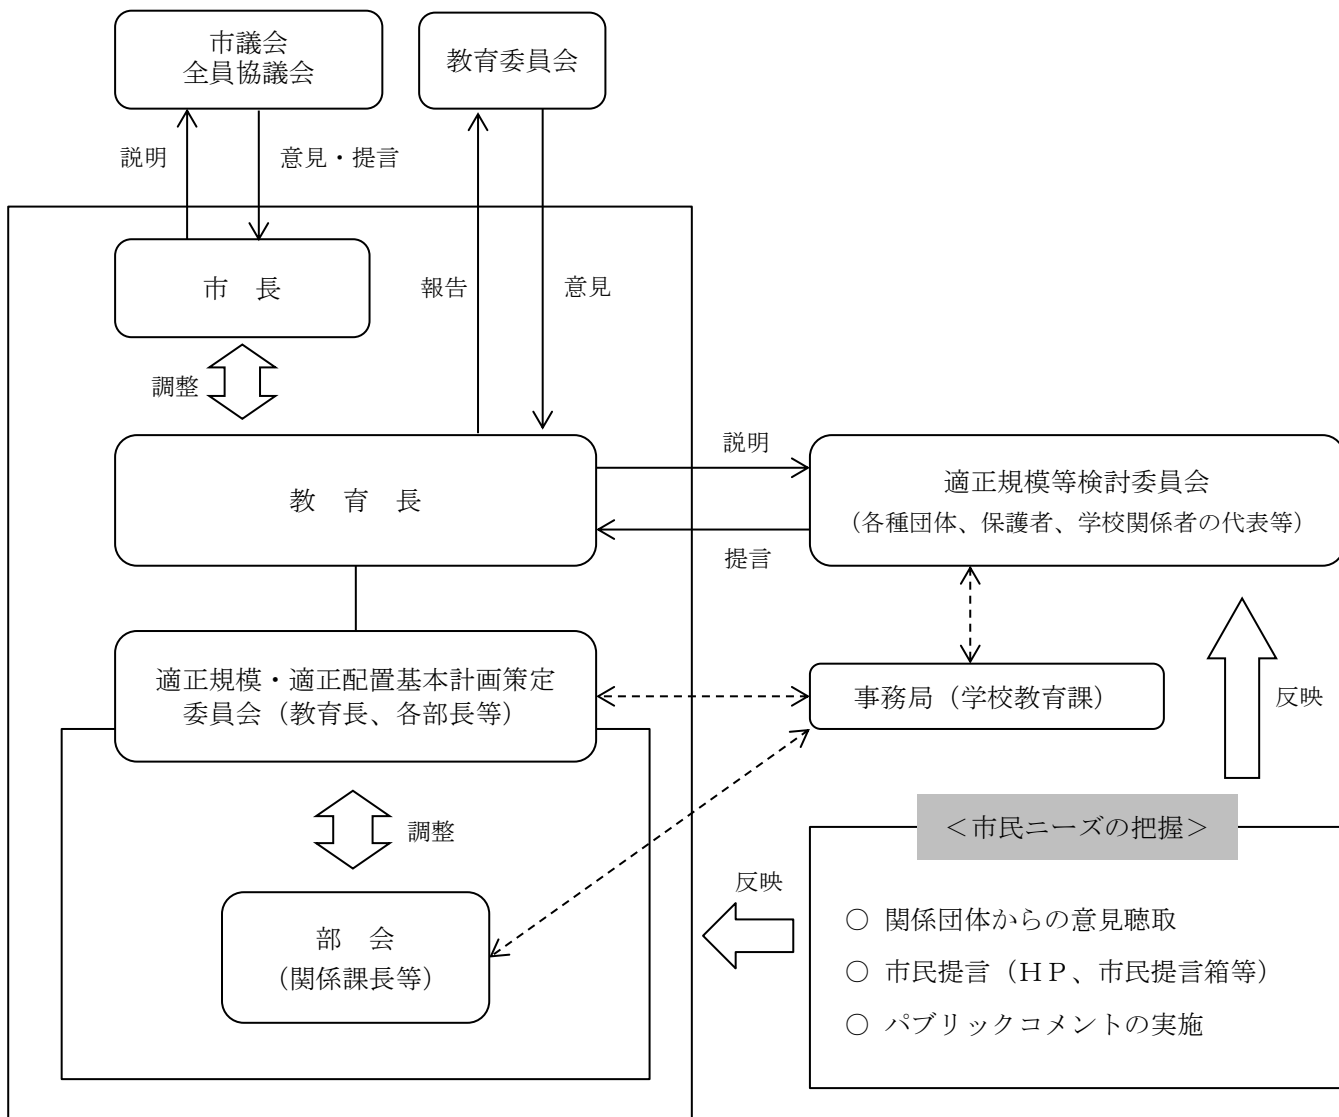 市議会
全員協議会
教育委員会
説明
意見・提言
市　長
報告
意見
調整
教　育　長
説明
提言
適正規模等検討委員会
（各種団体、保護者、学校関係者の代表等）
適正規模・適正配置基本計画策定
委員会（教育長、各部長等）
事務局（学校教育課）
反映
調整
部　会
（関係課長等）
反映
＜市民ニーズの把握＞
○ 関係団体からの意見聴取
○ 市民提言（ＨＰ、市民提言箱等）
○ パブリックコメントの実施